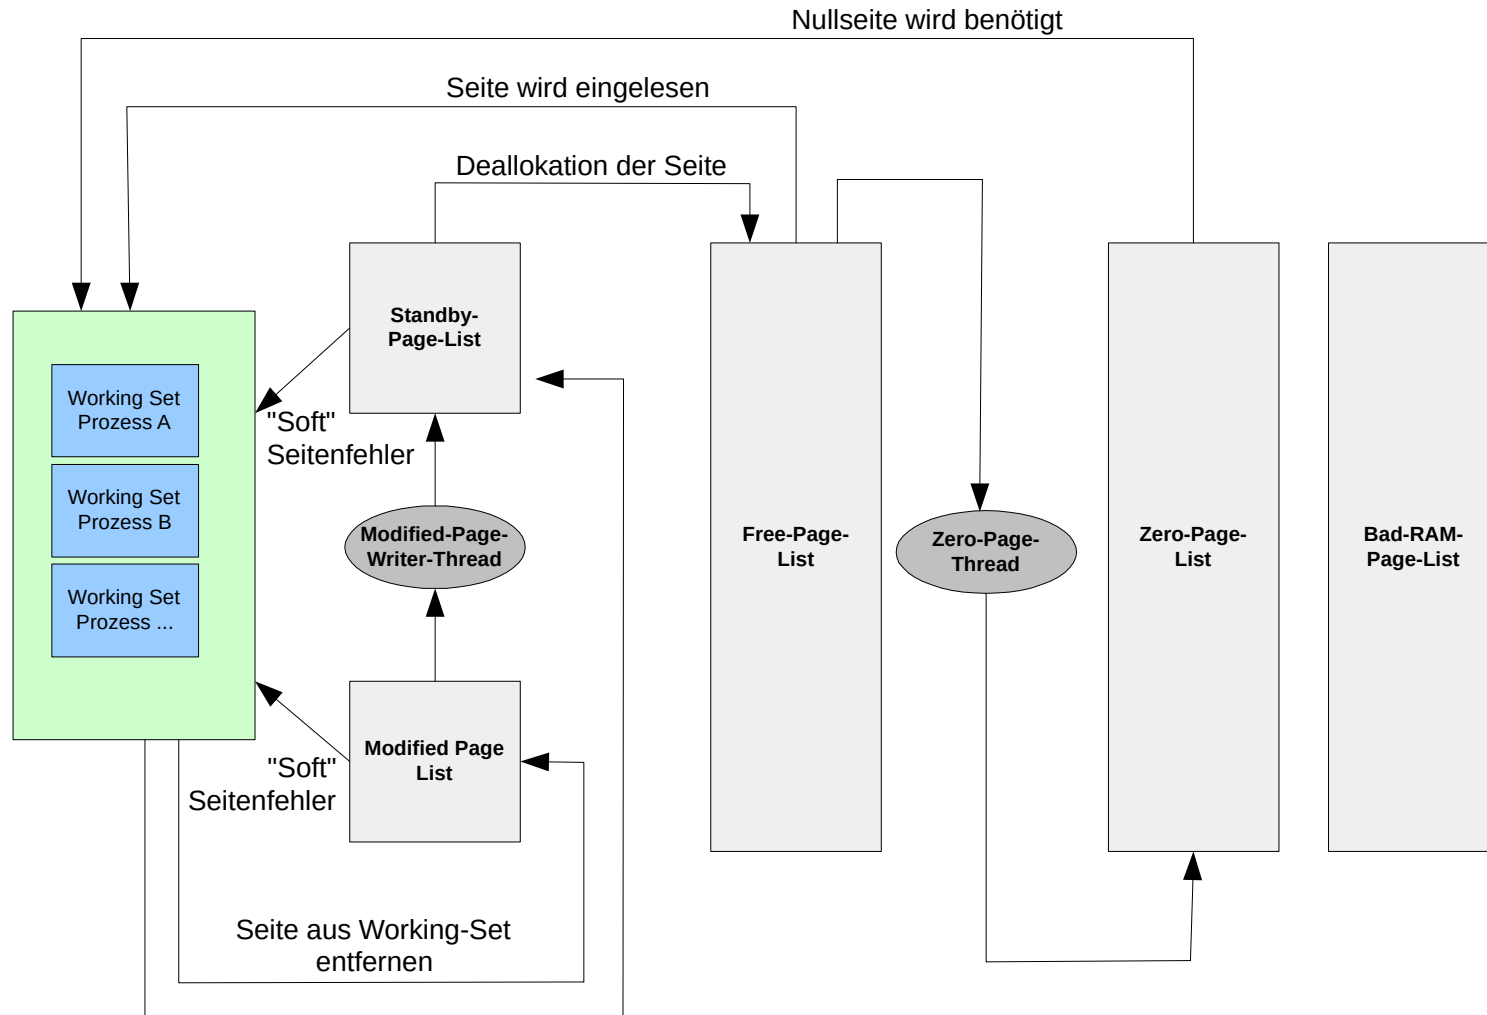 Nullseite wird benötigt
Seite wird eingelesen
Deallokation der Seite
Standby-
Page-List
Working Set
Prozess A
"Soft"
Seitenfehler
Working Set
Prozess B
Modified-Page-
Writer-Thread
Free-Page-
List
Zero-Page-
Thread
Zero-Page-
List
Bad-RAM-
Page-List
Working Set
Prozess ...
Modified Page
List
"Soft"
Seitenfehler
Seite aus Working-Set
entfernen